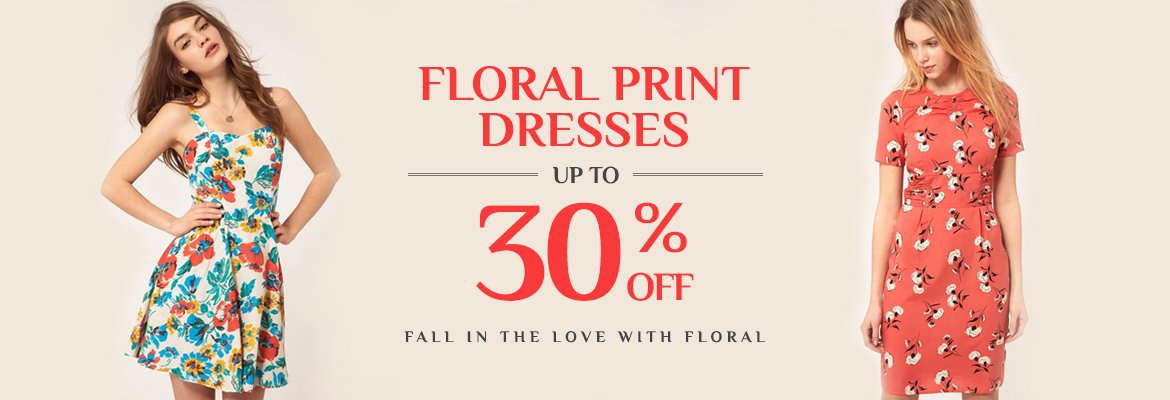 FLORAL PRINT
DRESSES
UP TO
30% OFF
FALL IN THE LOVE WITH FLORAL